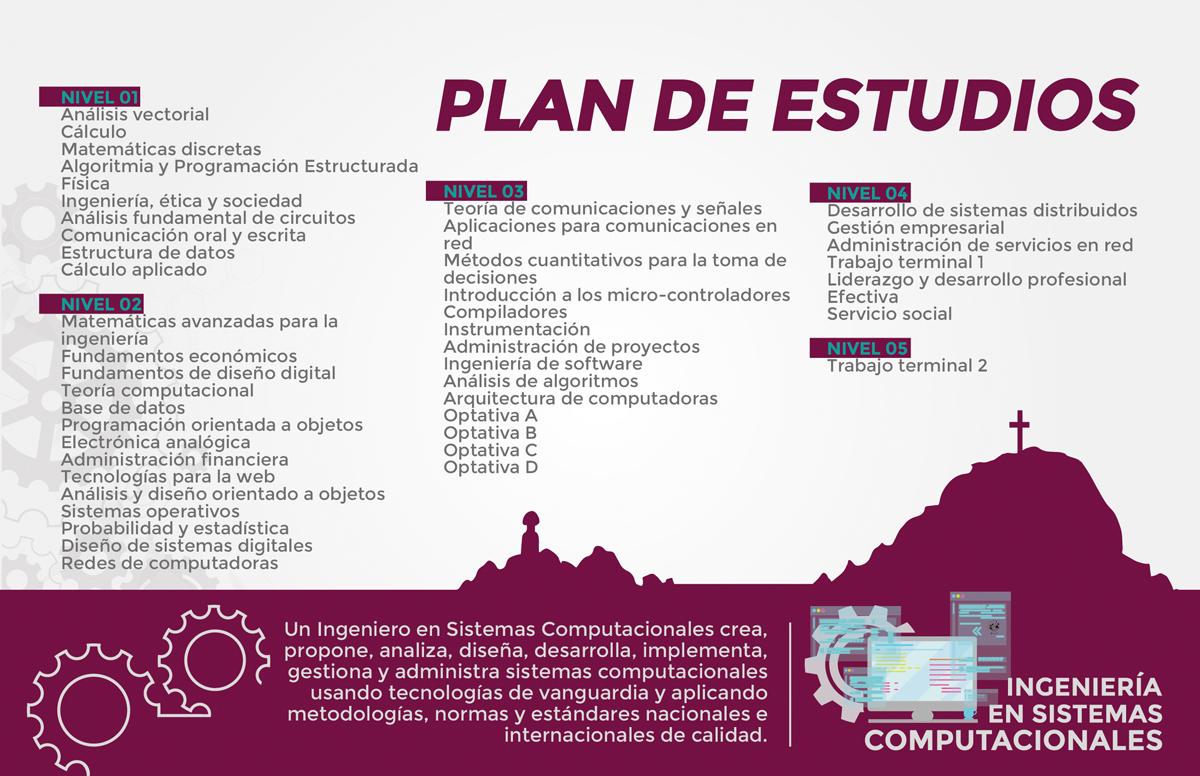 PLAN DE ESTUDIOS
NIVEL 01
Análisis vectorial
Cálculo
Matemáticas discretas
Algoritmia y Programación Estructurada
Física
Ingeniería, ética y sociedad
Análisis fundamental de circuitos
Comunicación oral y escrita
Estructura de datos
Cálculo aplicado
NIVEL 02
Matemáticas avanzadas para la
ingeniería
Fundamentos económicos
Fundamentos de diseño digital
Teoría computacional
Base de datos
Programación orientada a objetos
Electrónica analógica
Administración financiera
Tecnologías para la web
Análisis y diseño orientado a objetos
Sistemas operativos
Probabilidad y estadística
Diseño de sistemas digitales
Redes de computadoras
NIVEL 03
Teoría de comunicaciones y señales
Aplicaciones para comunicaciones en
red
Métodos cuantitativos para la toma de
decisiones
Introducción a los micro-controladores
Compiladores
Instrumentación
Administración de proyectos
Ingeniería de software
Análisis de algoritmos
Arquitectura de computadoras
Optativa A
Optativa B
Optativa C
Optativa D
NIVEL 04
Desarrollo de sistemas distribuidos
Gestión empresarial
Administración de servicios en red
Trabajo terminal 1
Liderazgo y desarrollo profesional
Efectiva
Servicio social
NIVEL 05
Trabajo terminal 2
Un Ingeniero en Sistemas Computacionales crea,
propone, analiza, diseña, desarrolla, implementa,
gestiona y administra sistemas computacionales
usando tecnologías de vanguardia y aplicando
metodologías, normas y estándares nacionales e
internacionales de calidad.
INGENIERÍA
EN SISTEMAS
COMPUTACIONALES